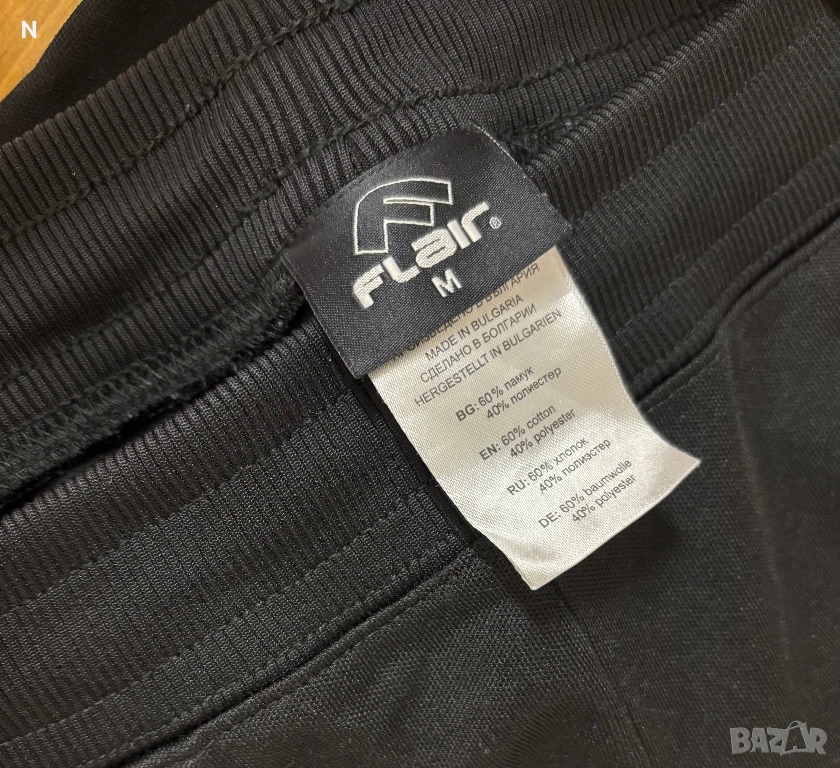 N
FLair®
M
ПРОИЗВЕДЕНО В БЪЛГАРИЯ
MADE IN BULGARIA
СДЕЛАНО В БОЛГАРИИ
HERGESTELLT IN BULGARIEN
BG: 60% памук
40% полиестер
EN: 60% cotton
40% polyester
RU: 60% хлопок
40% полиэстер
DE: 60% baumwolle
40% polyester
BAZAR